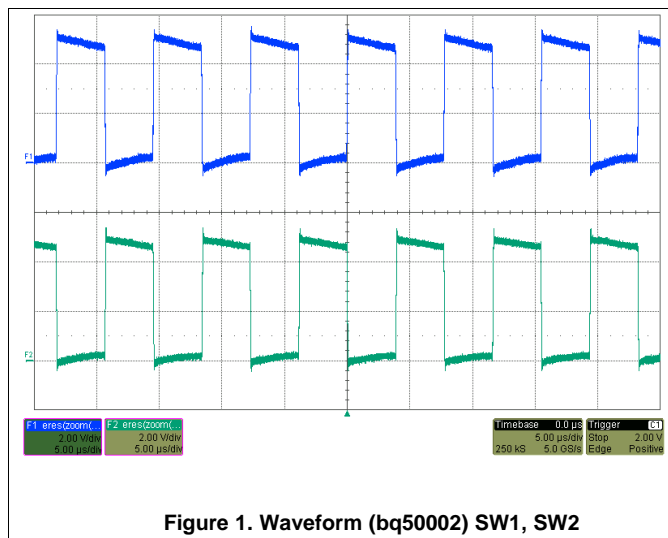 F1
F2
F1 eres(zoom(... F2 eres(zoom(...
2.00 V/div 2.00 V/div
5.00 µs/div 5.00 µs/div
Timebase 0.0 µs Trigger C1
5.00 µs/div Stop 2.00 V
250 kS 5.0 GS/s Edge Positive
Figure 1. Waveform (bq50002) SW1, SW2